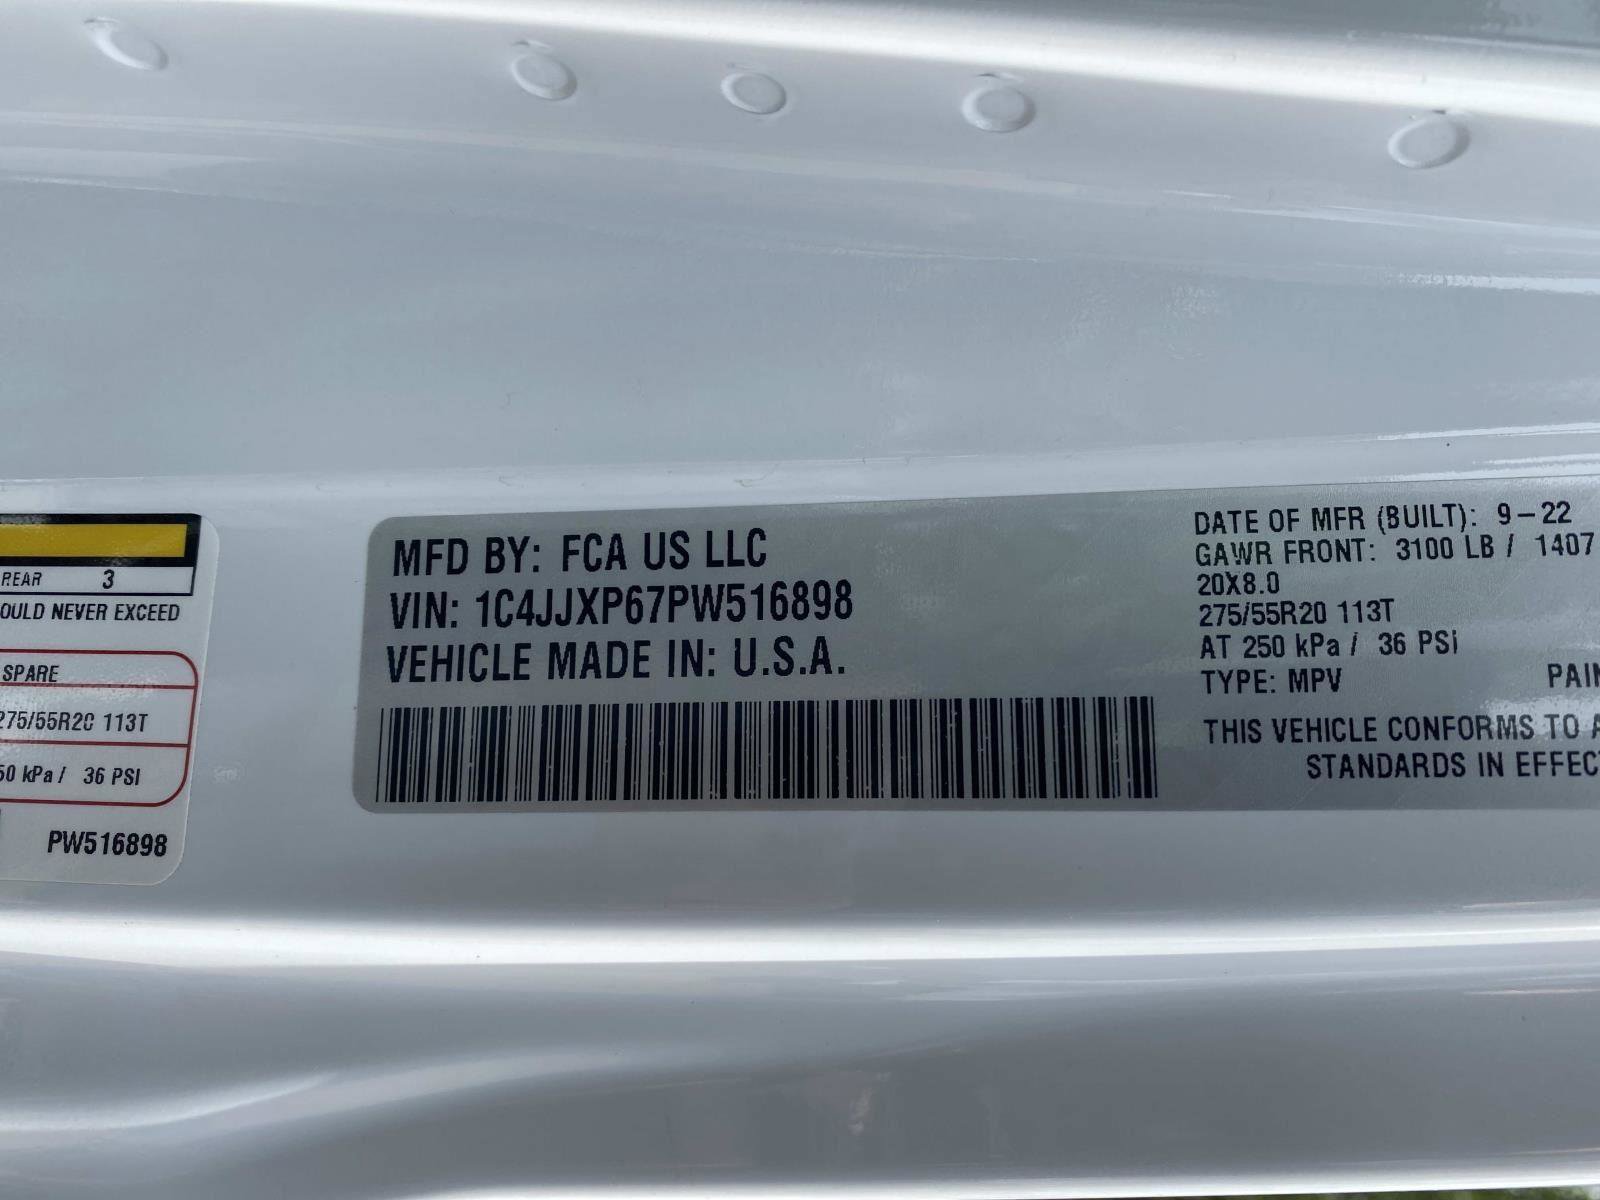 REAR 3
OULD NEVER EXCEED
SPARE
275/55R20 113T
50 kPa / 36 PSI
PW516898
MFD BY: FCA US LLC
VIN: 1C4JJXP67PW516898
VEHICLE MADE IN: U.S.A.
DATE OF MFR (BUILT): 9-22
GAWR FRONT: 3100 LB / 1407
20X8.0
275/55R20 113T
AT 250 kPa / 36 PSI
TYPE: MPV PAIN
THIS VEHICLE CONFORMS TO A
STANDARDS IN EFFEC